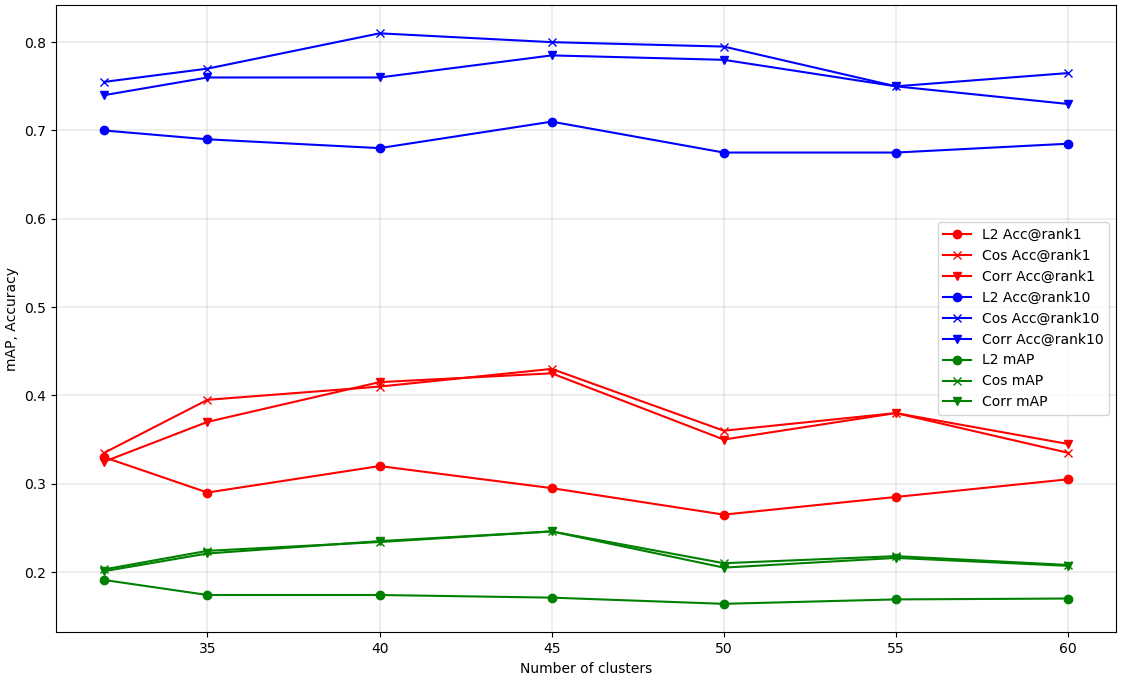 0.8
0.7
0.6
0.5
0.4
0.3
0.2
mAP, Accuracy
L2 Acc@rank1
Cos Acc@rank1
Corr Acc@rank1
L2 Acc@rank10
Cos Acc@rank10
Corr Acc@rank10
L2 mAP
Cos mAP
Corr mAP
35 40 45 50 55 60
Number of clusters